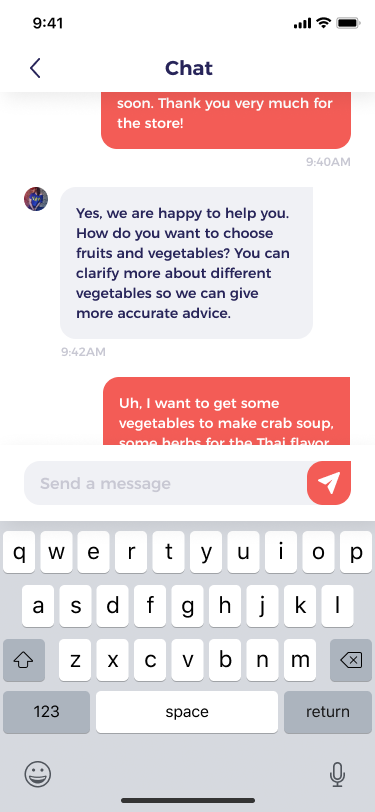 9:41
Chat
soon. Thank you very much for
the store!
9:40AM
Yes, we are happy to help you.
How do you want to choose
fruits and vegetables? You can
clarify more about different
vegetables so we can give
more accurate advice.
9:42AM
Uh, I want to get some
vegetables to make crab soup,
some herbs for the Thai flavor
Send a message
q w e r t y u i o p
a s d f g h j k l
z x c v b n m
123 space return